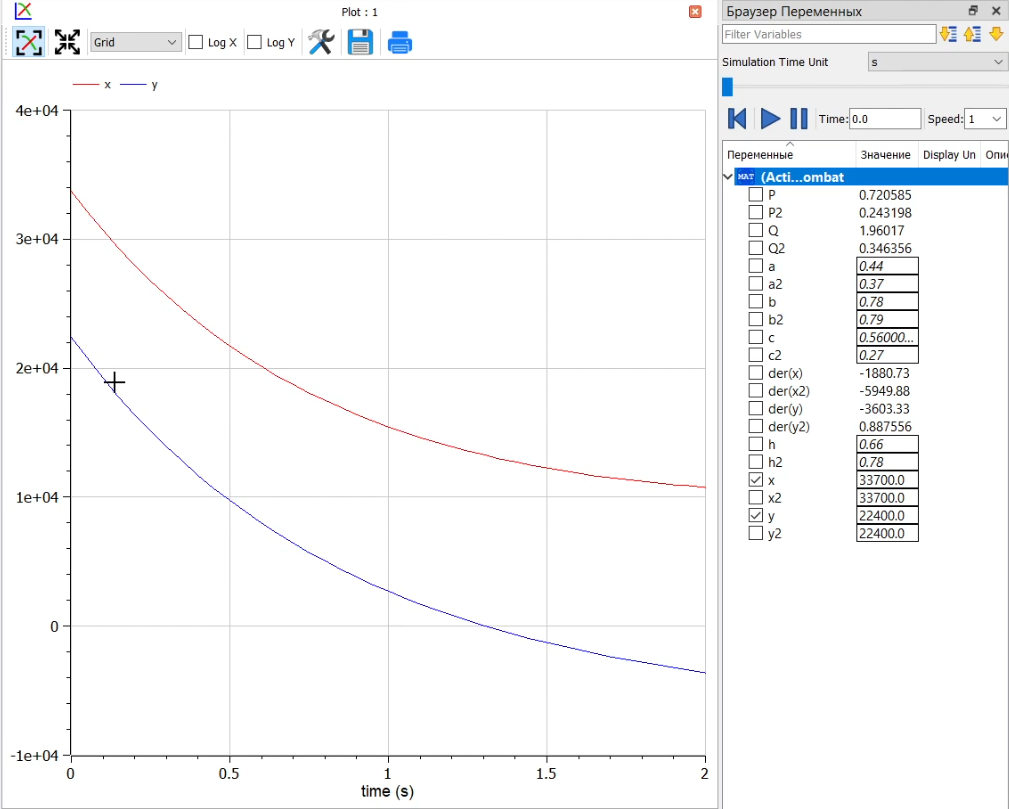 Plot : 1
Grid Log X Log Y
x y
4e+04
3e+04
2e+04
1e+04
0
-1e+04
0 0.5 1 1.5 2
time (s)
Браузер Переменных
Filter Variables
Simulation Time Unit s
Time: 0.0 Speed: 1
Переменные Значение Display Un Опи
MAT (Acti...ombat
P 0.720585
P2 0.243198
Q 1.96017
Q2 0.346356
a 0.44
a2 0.37
b 0.78
b2 0.79
c 0.56000...
c2 0.27
der(x) -1880.73
der(x2) -5949.88
der(y) -3603.33
der(y2) 0.887556
h 0.66
h2 0.78
x 33700.0
x2 33700.0
y 22400.0
y2 22400.0